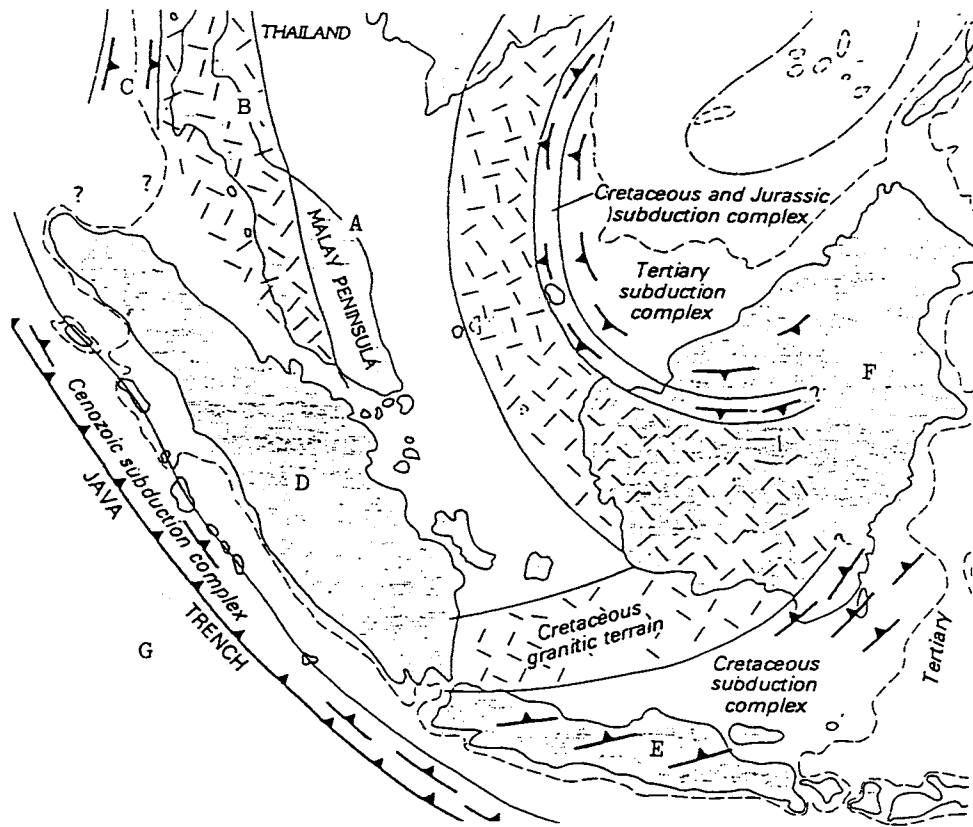 THAILAND
C
B
? ?
MALAY PENINSULA
A
Cretaceous and Jurassic
subduction complex
Tertiary
subduction
complex
F
?
Cenozoic subduction complex
JAVA
TRENCH
D
G
?
Cretaceous
granitic terrain
Cretaceous
subduction
complex
Tertiary
E